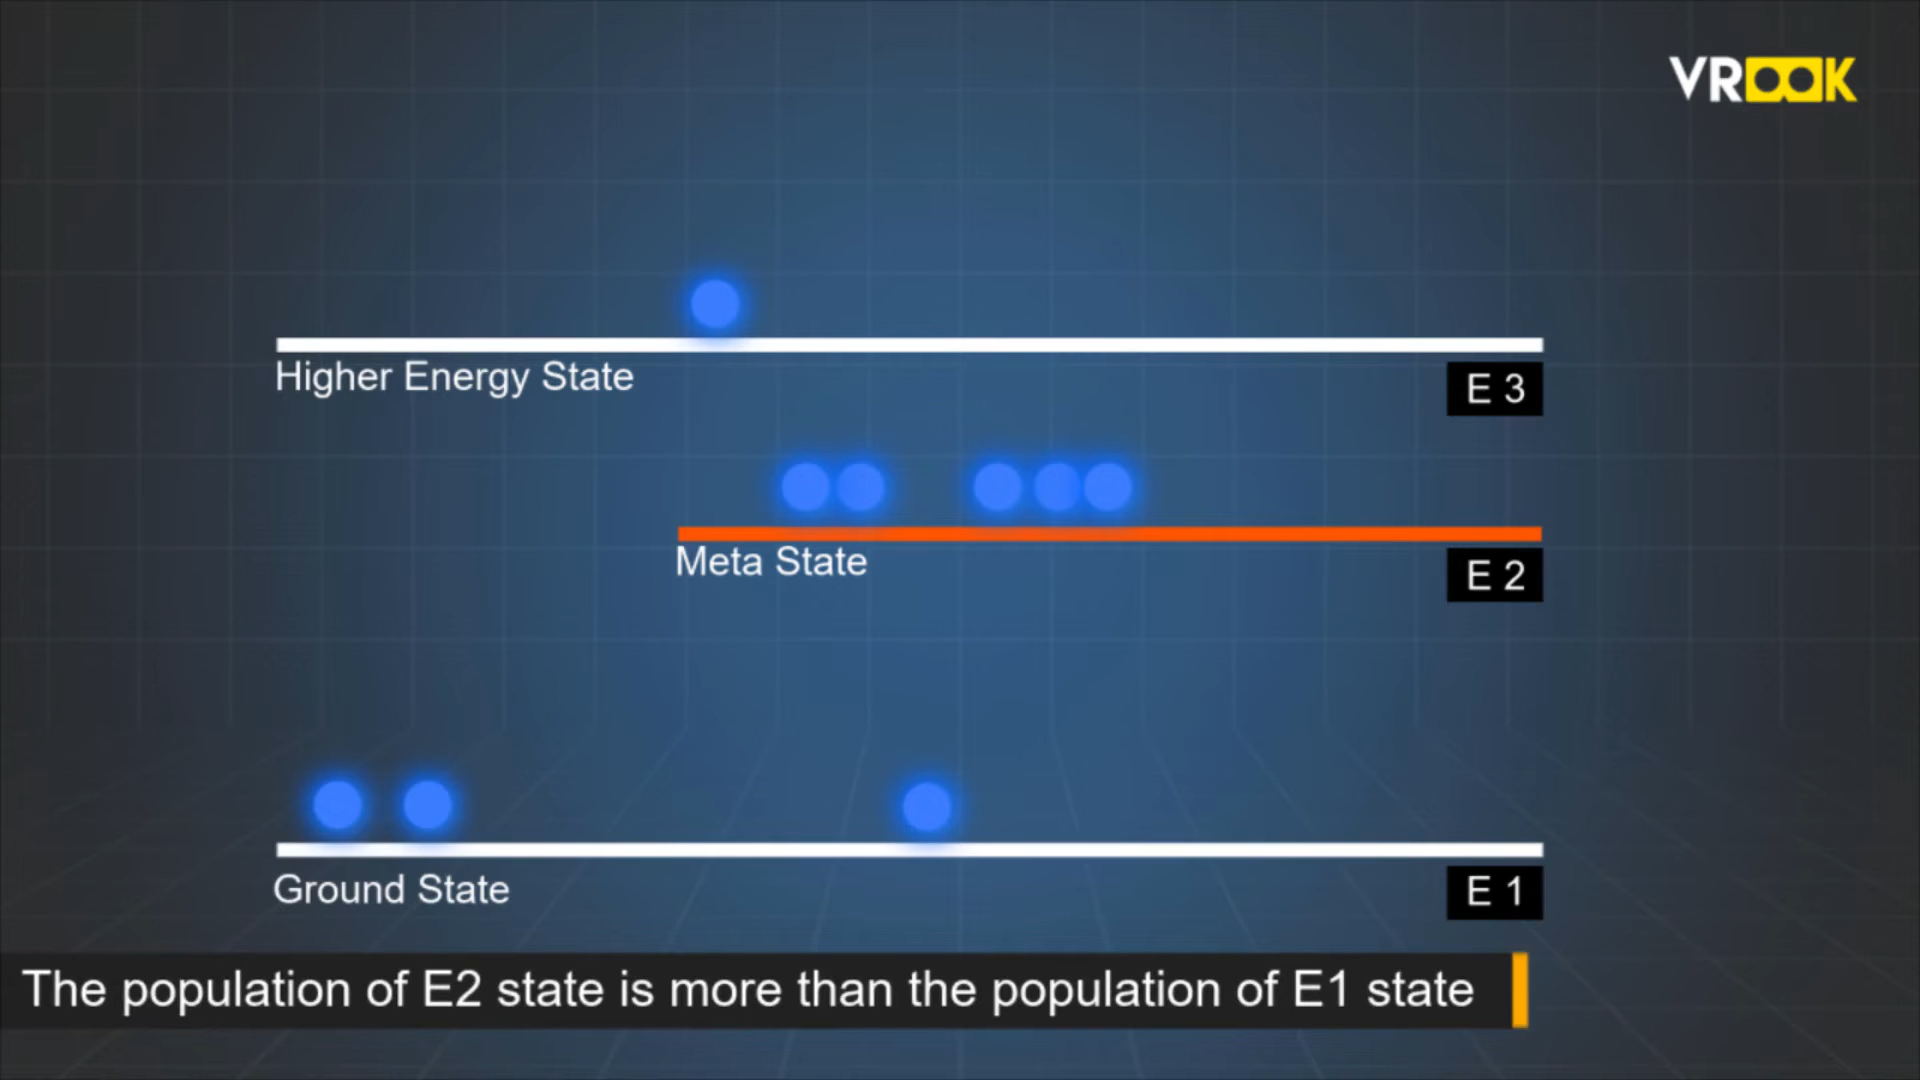 VROOK
Higher Energy State
E 3
Meta State
E 2
Ground State
E 1
The population of E2 state is more than the population of E1 state